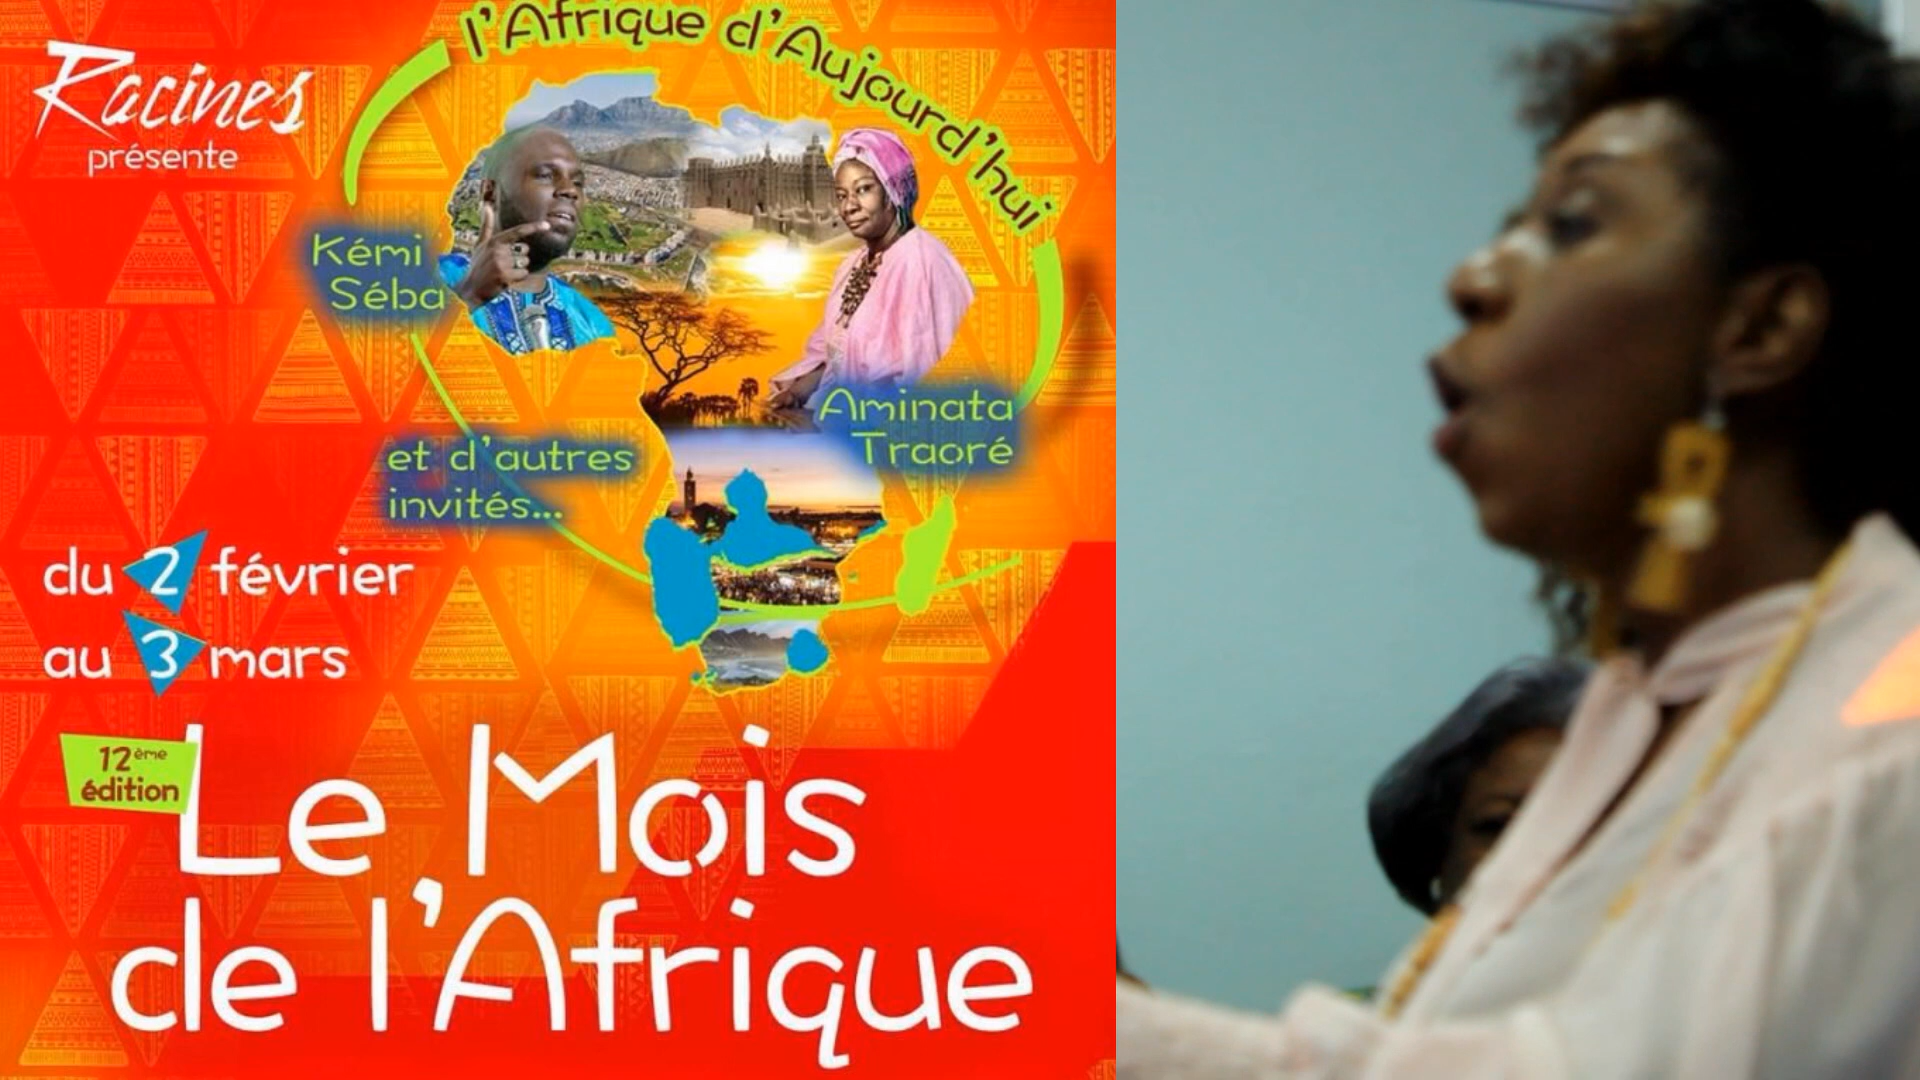 Racines
présente
l'Afrique d'Aujourd'hui
Kémi
Séba
Aminata
Traoré
et d'autres
invités...
du 2 février
au 3 mars
12ème
édition
Le Mois
de l'Afrique